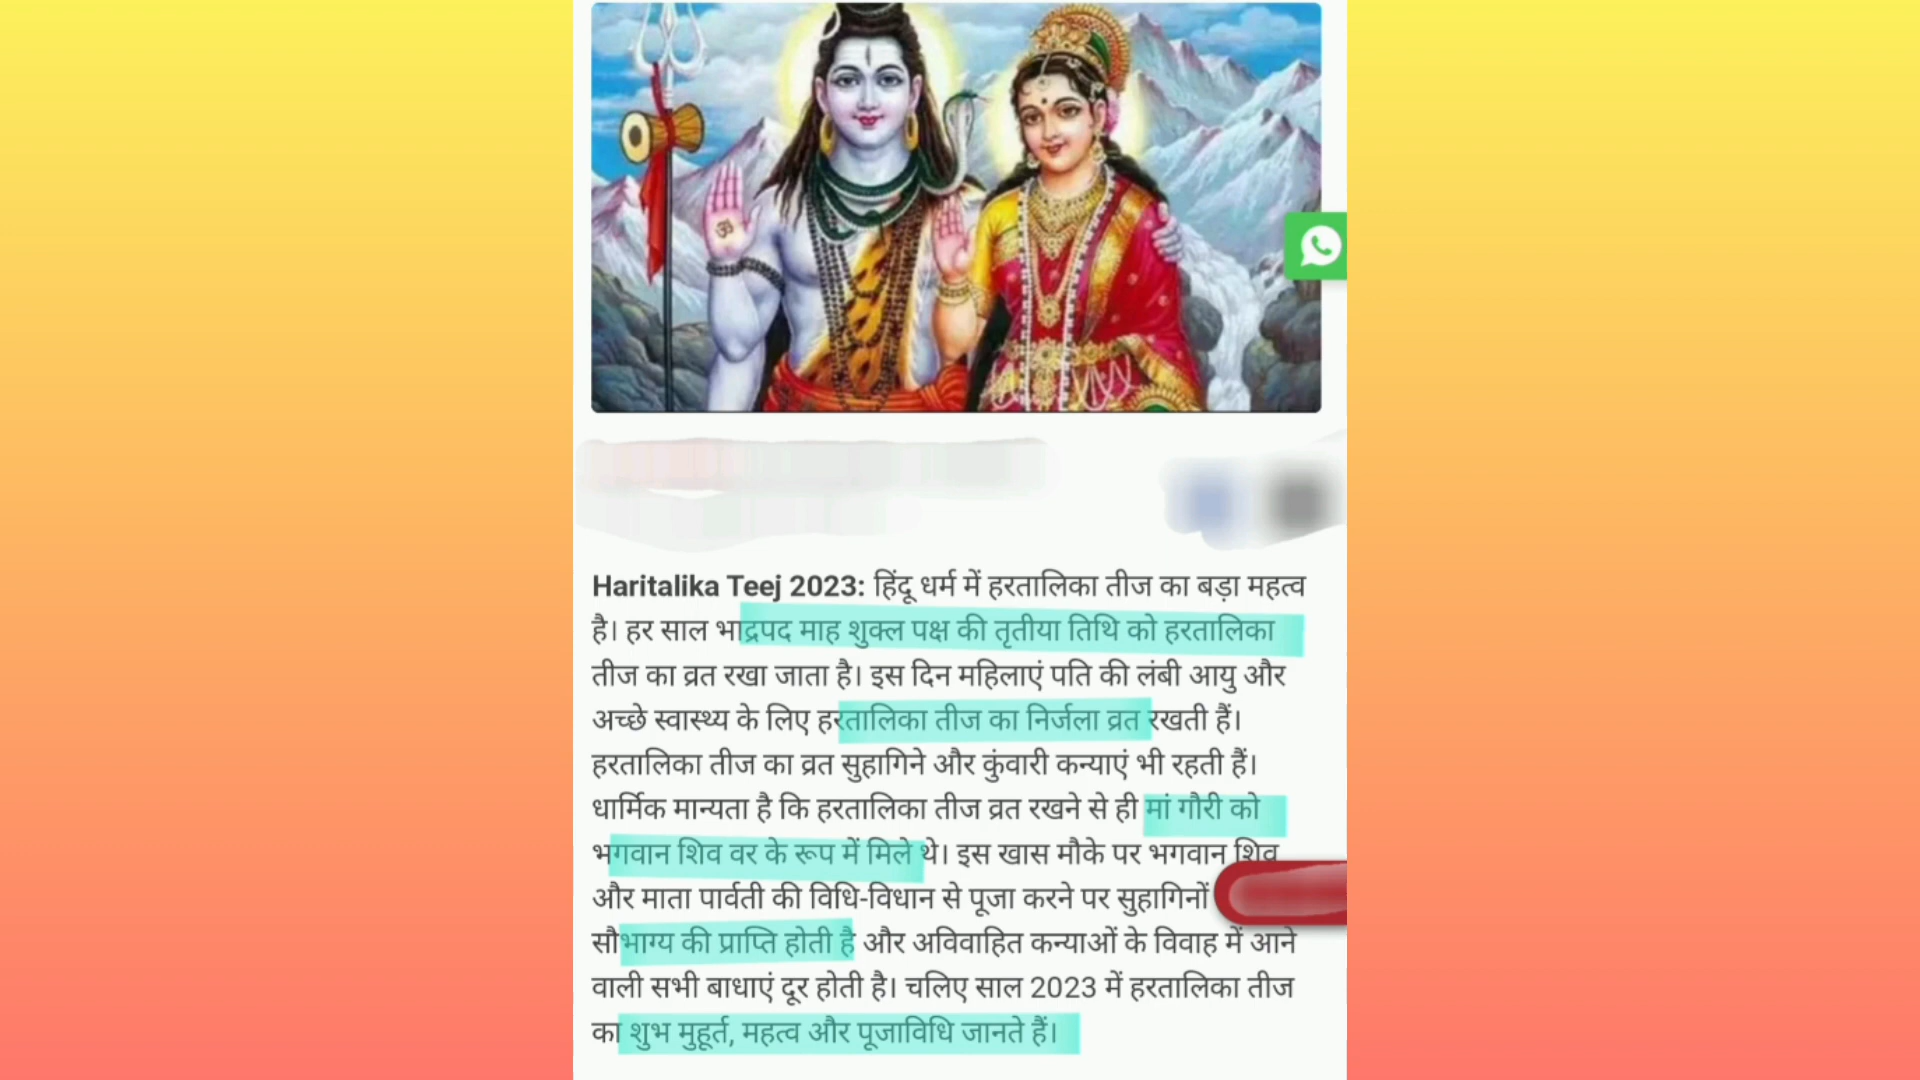 ॐ
Haritalika Teej 2023: हिंदू धर्म में हरतालिका तीज का बड़ा महत्व
है। हर साल भाद्रपद माह शुक्ल पक्ष की तृतीया तिथि को हरतालिका
तीज का व्रत रखा जाता है। इस दिन महिलाएं पति की लंबी आयु और
अच्छे स्वास्थ्य के लिए हरतालिका तीज का निर्जला व्रत रखती हैं।
हरतालिका तीज का व्रत सुहागिने और कुंवारी कन्याएं भी रहती हैं।
धार्मिक मान्यता है कि हरतालिका तीज व्रत रखने से ही मां गौरी को
भगवान शिव वर के रूप में मिले थे। इस खास मौके पर भगवान शिव
और माता पार्वती की विधि-विधान से पूजा करने पर सुहागिनों
सौभाग्य की प्राप्ति होती है और अविवाहित कन्याओं के विवाह में आने
वाली सभी बाधाएं दूर होती है। चलिए साल 2023 में हरतालिका तीज
का शुभ मुहूर्त, महत्व और पूजाविधि जानते हैं।